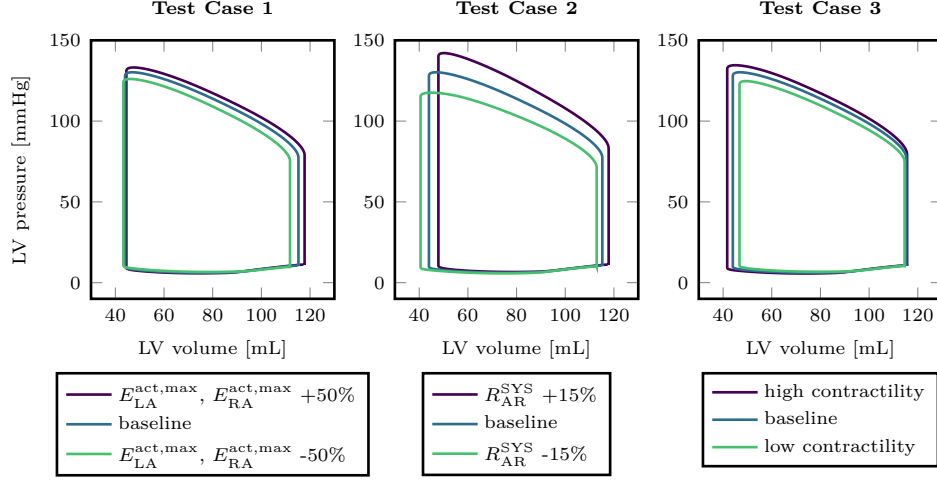 Test Case 1 Test Case 2 Test Case 3
150 150 150
100 100 100
50 50 50
0 0 0
LV pressure [mmHg]
40 60 80 100 120 40 60 80 100 120 40 60 80 100 120
LV volume [mL] LV volume [mL] LV volume [mL]
E_LA^act,max, E_RA^act,max +50%
baseline
E_LA^act,max, E_RA^act,max -50%
R_AR^SYS +15%
baseline
R_AR^SYS -15%
high contractility
baseline
low contractility